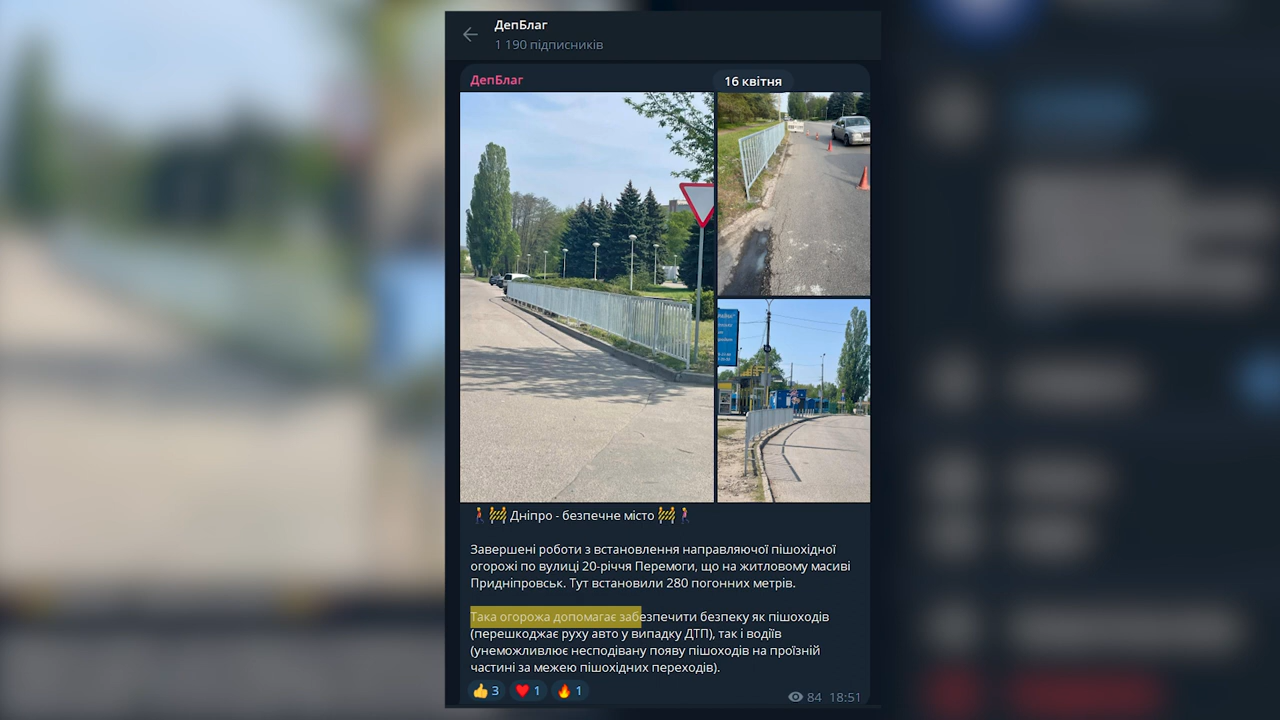 ДепБлаг
1 190 підписників
ДепБлаг
16 квітня
Дніпро - безпечне місто
Завершені роботи з встановлення направляючої пішохідної
огорожі по вулиці 20-річчя Перемоги, що на житловому масиві
Придніпровськ. Тут встановили 280 погонних метрів.
Така огорожа допомагає забезпечити безпеку як пішоходів
(перешкоджає руху авто у випадку ДТП), так і водіїв
(унеможливлює несподівану появу пішоходів на проїзній
частині за межею пішохідних переходів).
3 1 1
84 18:51